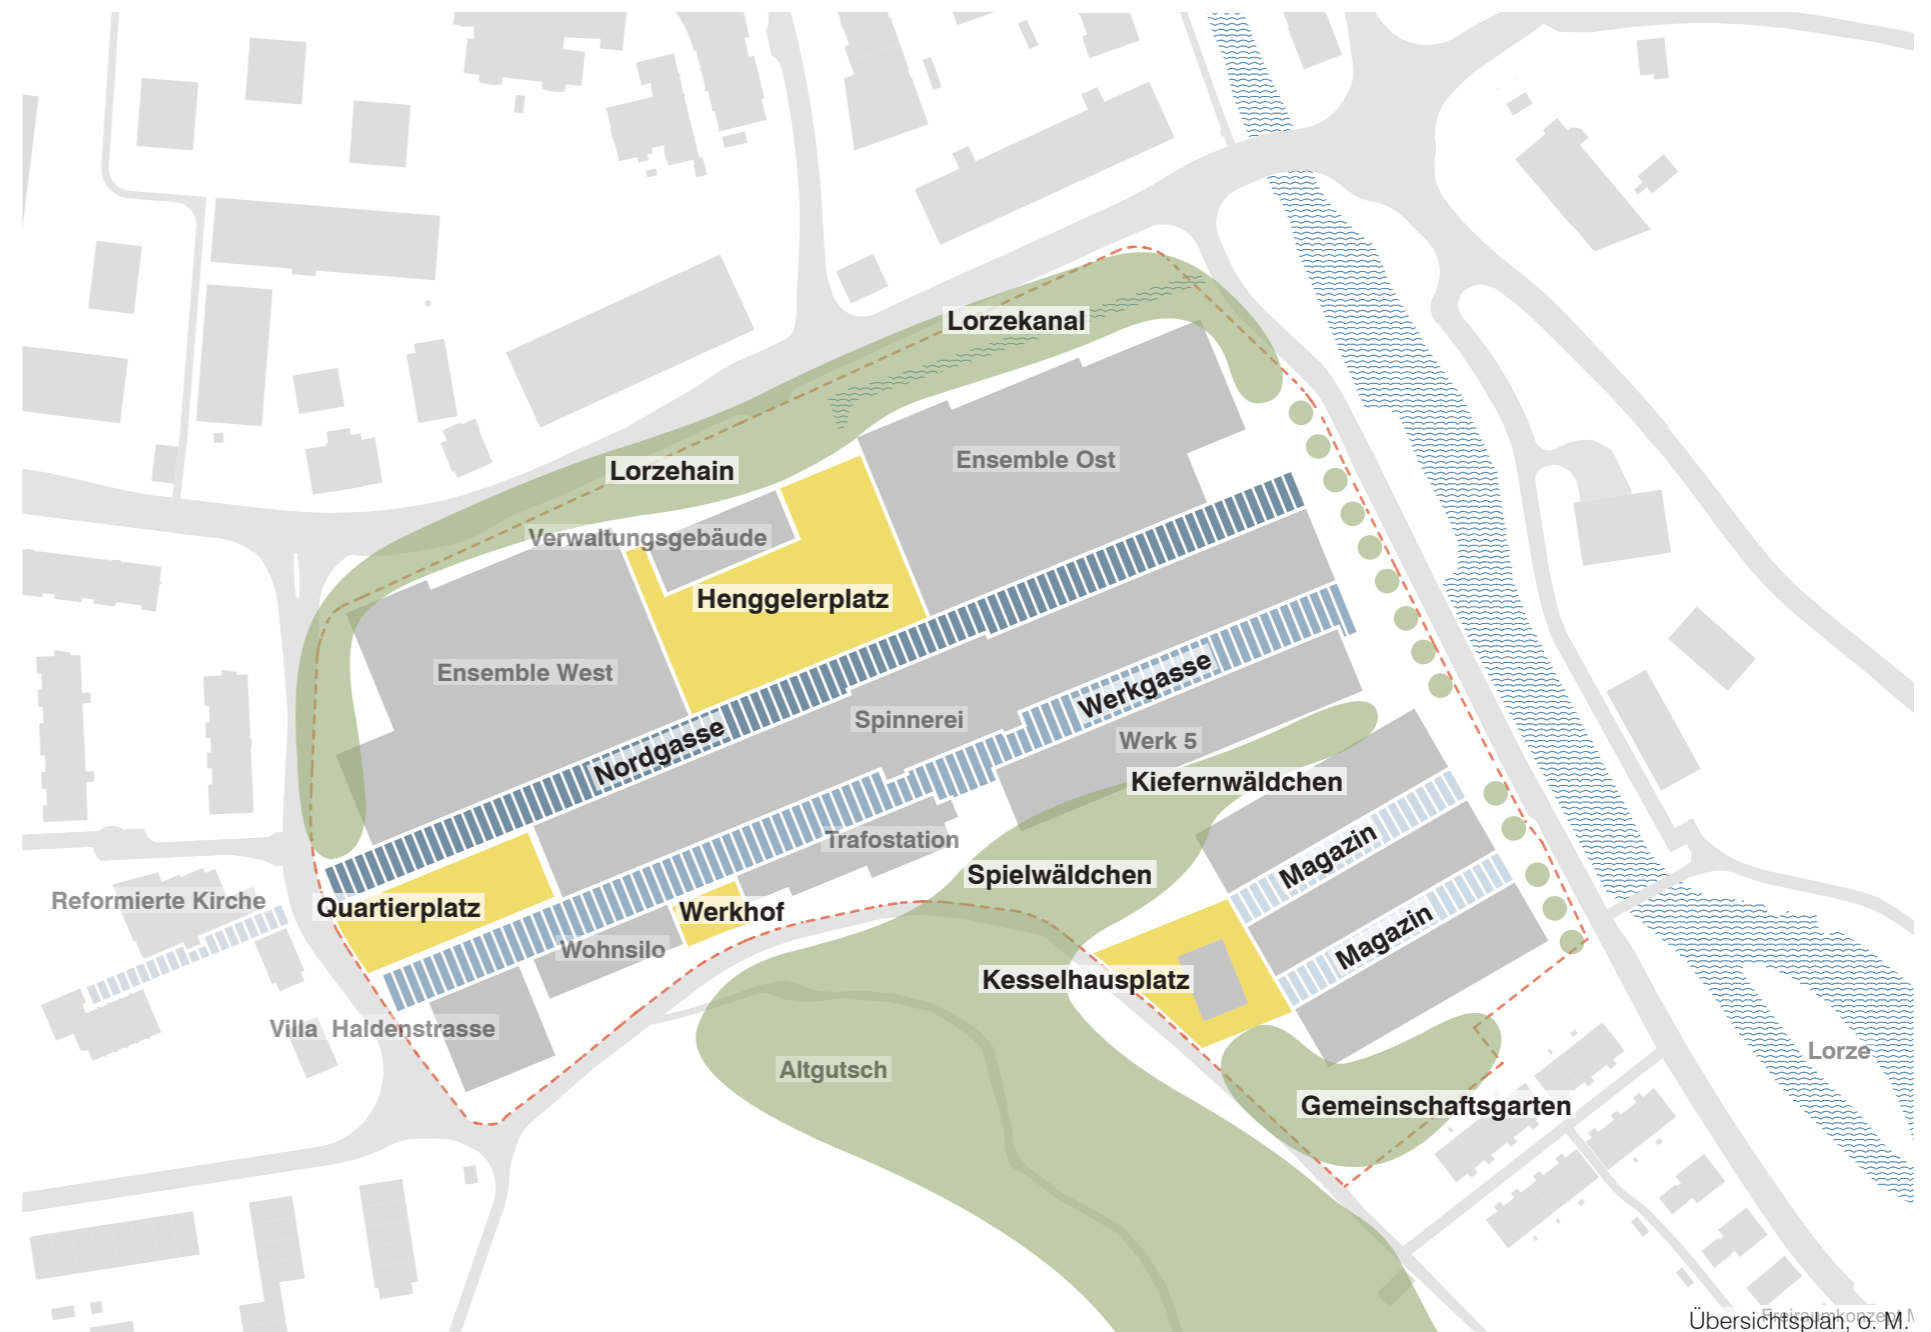 Lorzekanal
Ensemble Ost
Lorzehain
Verwaltungsgebäude
Henggelerplatz
Ensemble West
Werkgasse
Spinnerei
Nordgasse
Werk 5
Kiefernwäldchen
Trafostation
Magazin
Spielwäldchen
Reformierte Kirche
Quartierplatz
Werkhof
Magazin
Wohnsilo
Kesselhausplatz
Villa Haldenstrasse
Lorze
Altgutsch
Gemeinschaftsgarten
Freiraumkonzept M
Übersichtsplan, o. M.